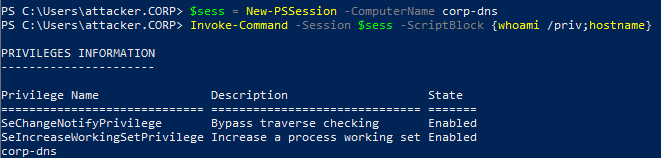 PS C:\Users\attacker.CORP> $sess = New-PSSession -ComputerName corp-dns
PS C:\Users\attacker.CORP> Invoke-Command -Session $sess -ScriptBlock {whoami /priv;hostname}
PRIVILEGES INFORMATION
----------------------
Privilege Name                Description                    State
============================= ============================== =======
SeChangeNotifyPrivilege       Bypass traverse checking       Enabled
SeIncreaseWorkingSetPrivilege Increase a process working set Enabled
corp-dns